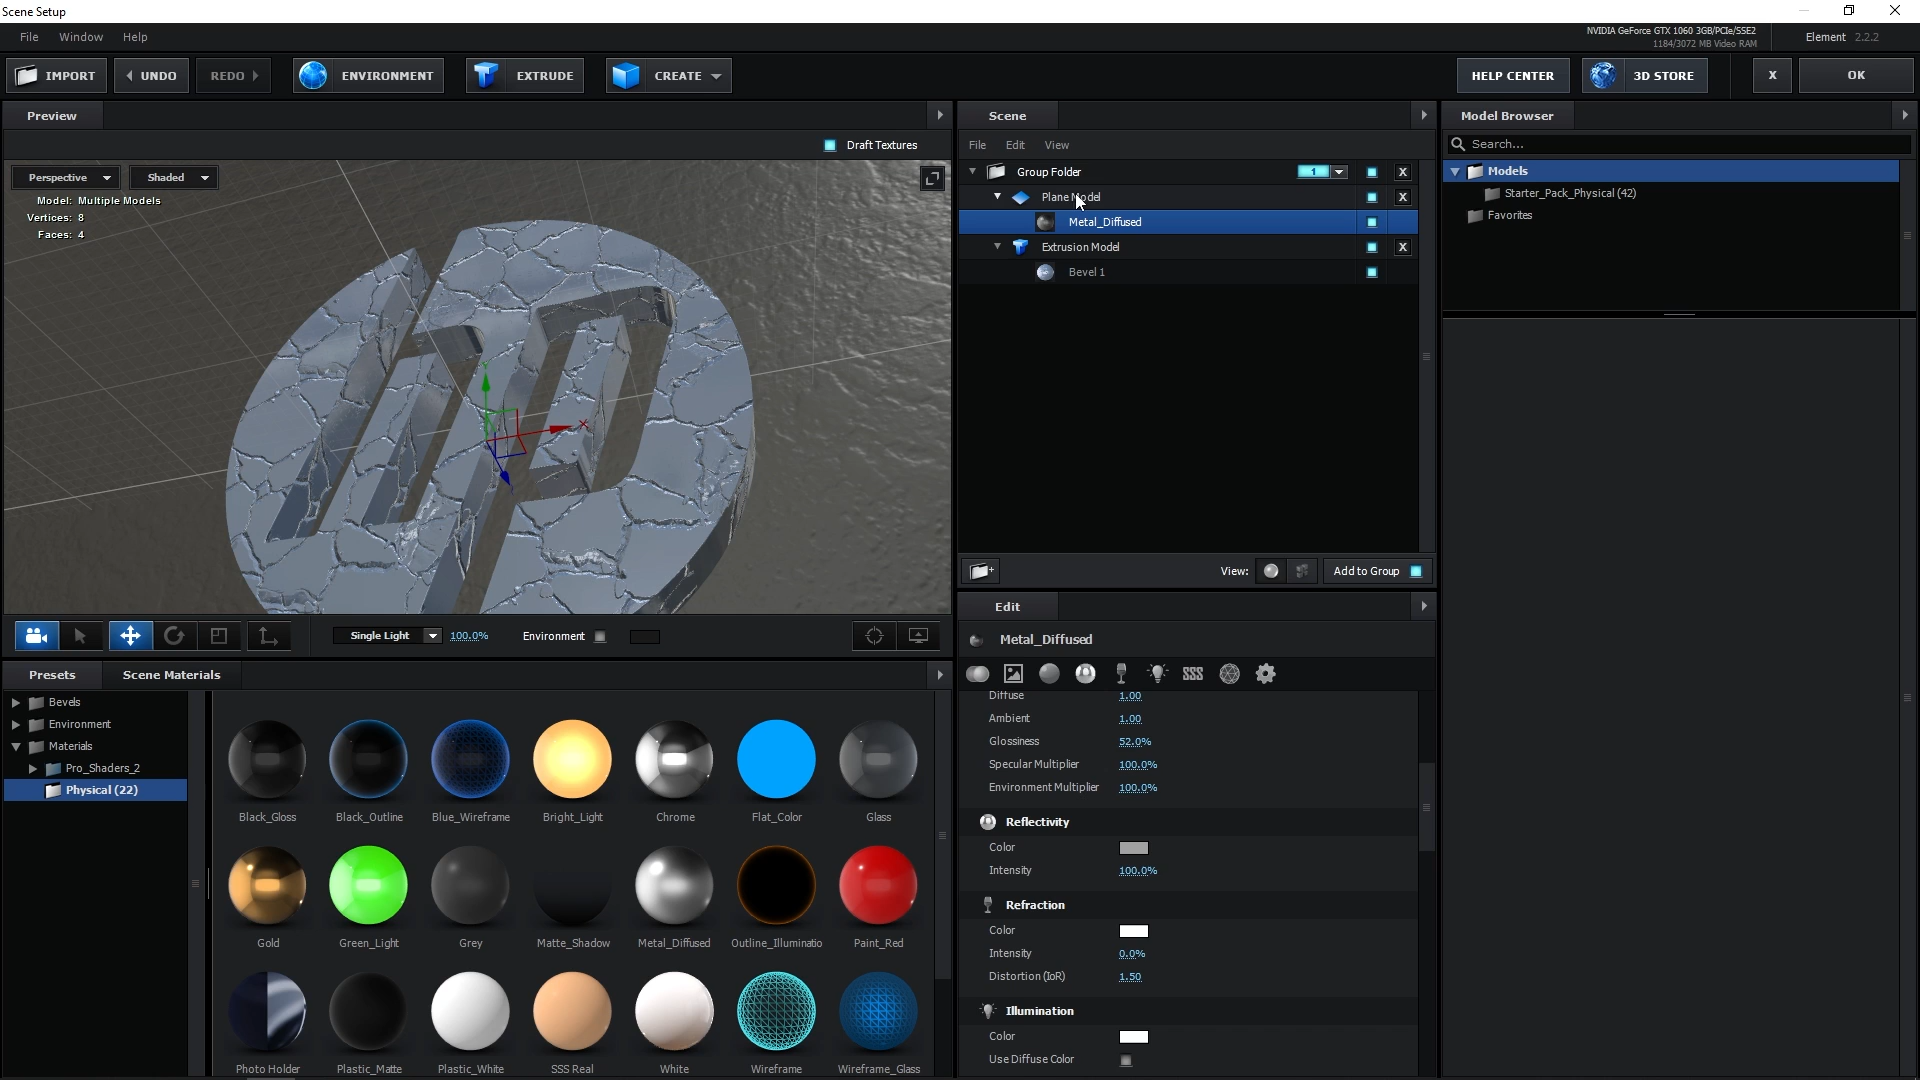 Scene Setup
File Window Help
NVIDIA GeForce GTX 1060 3GB/PCIe/SSE2
1184/3072 MB Video RAM
Element 2.2.2
IMPORT UNDO REDO ENVIRONMENT EXTRUDE CREATE HELP CENTER 3D STORE X OK
Preview
Draft Textures
Perspective Shaded
Model: Multiple Models
Vertices: 8
Faces: 4
Y
X
Single Light 100.0% Environment
Scene
File Edit View
Group Folder 1 X
Plane Model X
Metal_Diffused
Extrusion Model X
Bevel 1
View: Add to Group
Model Browser
Search...
Models
Starter_Pack_Physical (42)
Favorites
Presets Scene Materials
Bevels
Environment
Materials
Pro_Shaders_2
Physical (22)
Black_Gloss Black_Outline Blue_Wireframe Bright_Light Chrome Flat_Color Glass
Gold Green_Light Grey Matte_Shadow Metal_Diffused Outline_Illuminatio Paint_Red
Photo Holder Plastic_Matte Plastic_White SSS Real White Wireframe Wireframe_Glass
Edit
Metal_Diffused
SSS
Diffuse 1.00
Ambient 1.00
Glossiness 52.0%
Specular Multiplier 100.0%
Environment Multiplier 100.0%
Reflectivity
Color
Intensity 100.0%
Refraction
Color
Intensity 0.0%
Distortion (IoR) 1.50
Illumination
Color
Use Diffuse Color